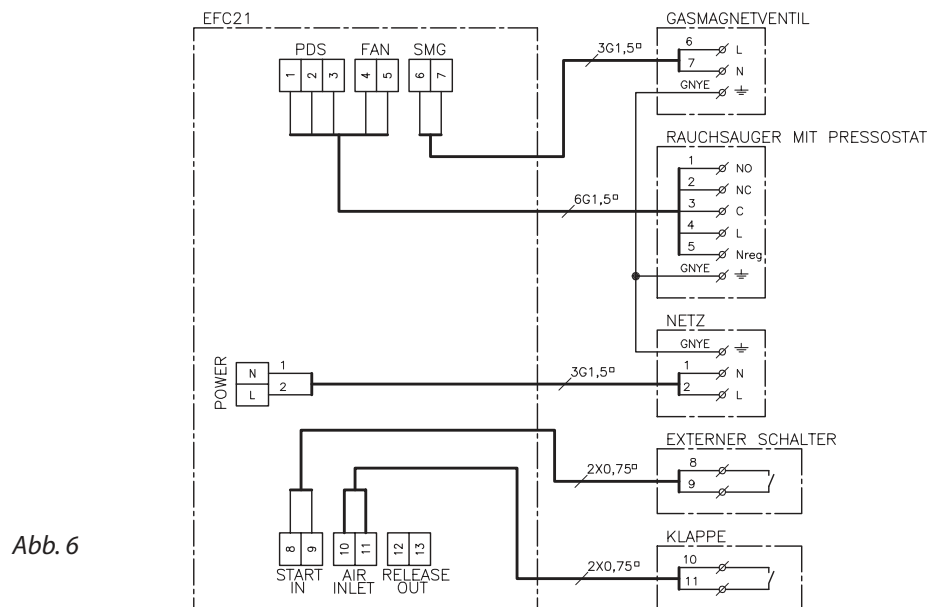 EFC21
PDS FAN SMG
1 2 3 4 5 6 7
GASMAGNETVENTIL
3G1,5▫
6 L
7 N
GNYE
RAUCHSAUGER MIT PRESSOSTAT
6G1,5▫
1 NO
2 NC
3 C
4 L
5 Nreg
GNYE
NETZ
GNYE
POWER
N 1
L 2
3G1,5▫
1 N
2 L
EXTERNER SCHALTER
2X0,75▫
8
9
KLAPPE
2X0,75▫
10
11
8 9 10 11 12 13
START IN
AIR INLET
RELEASE OUT
Abb. 6